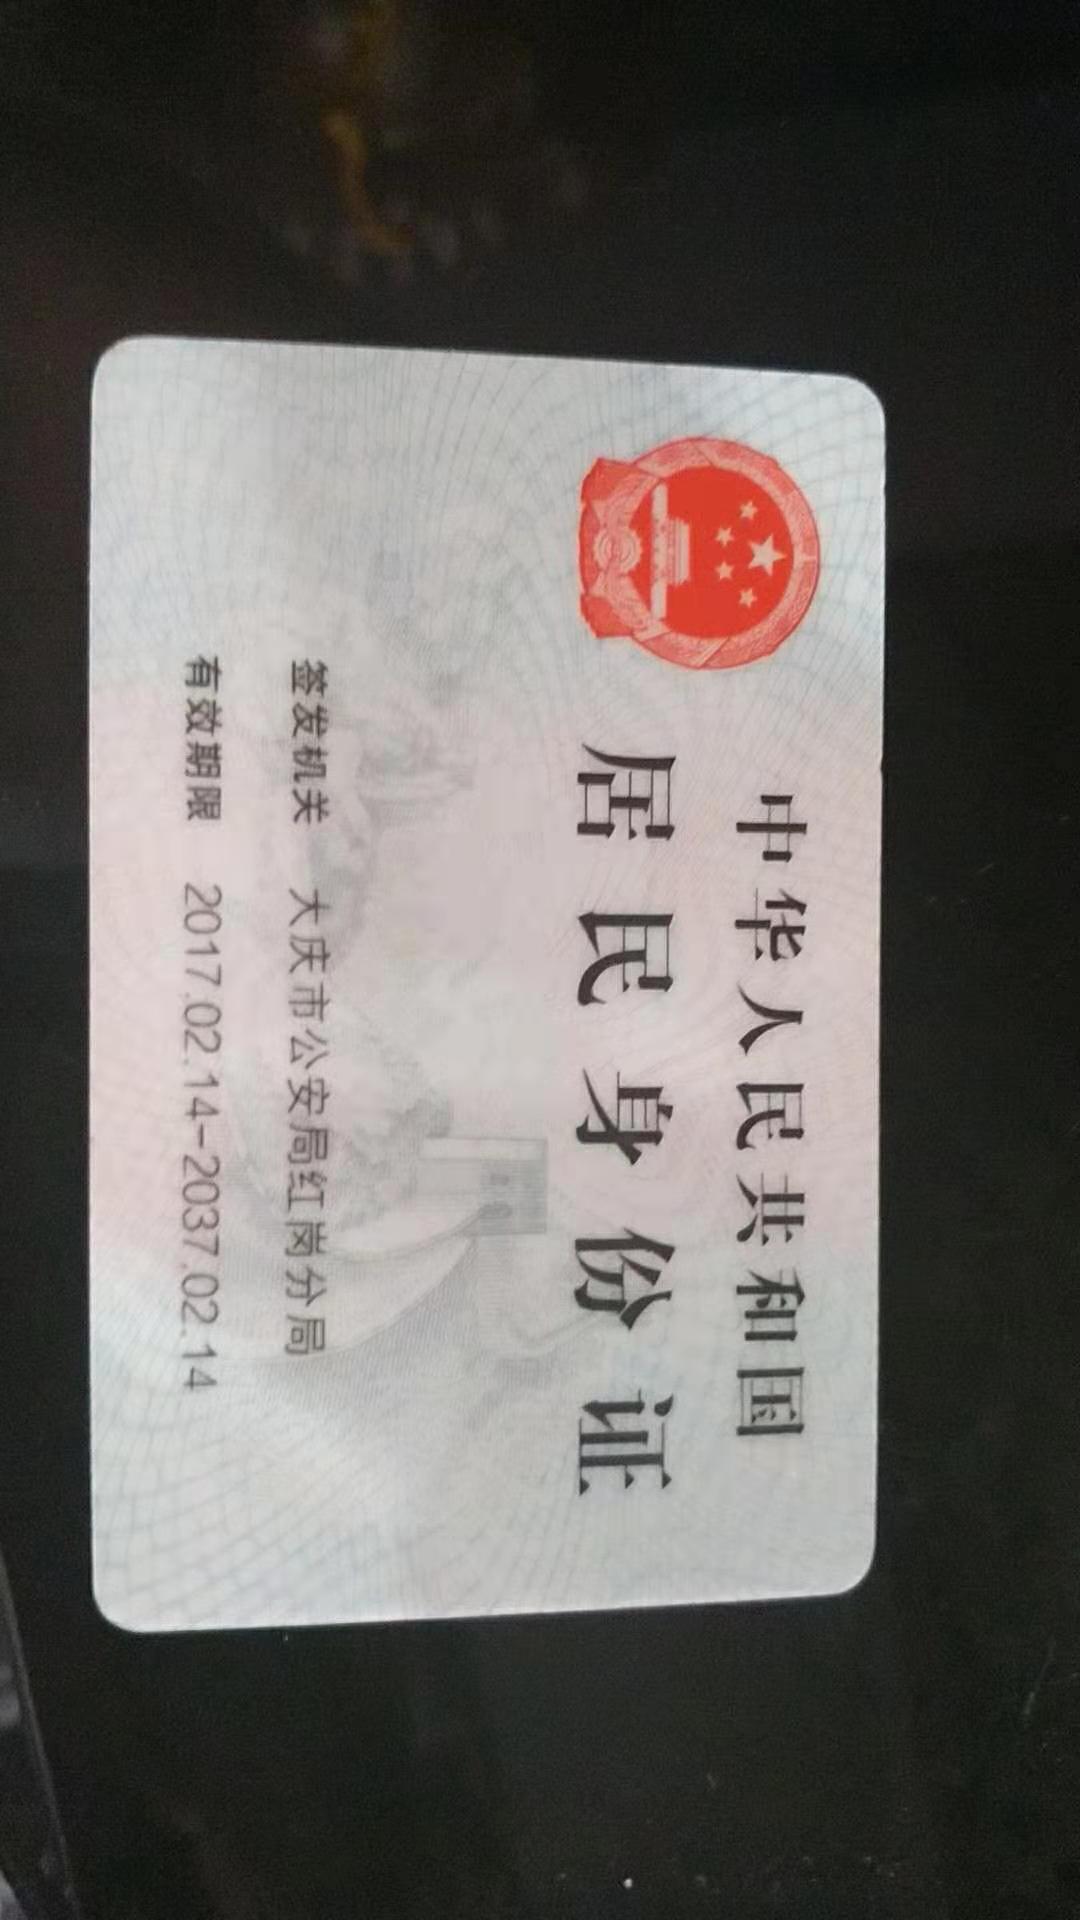 中华人民共和国
居民身份证
签发机关 大庆市公安局红岗分局
有效期限 2017.02.14-2037.02.14